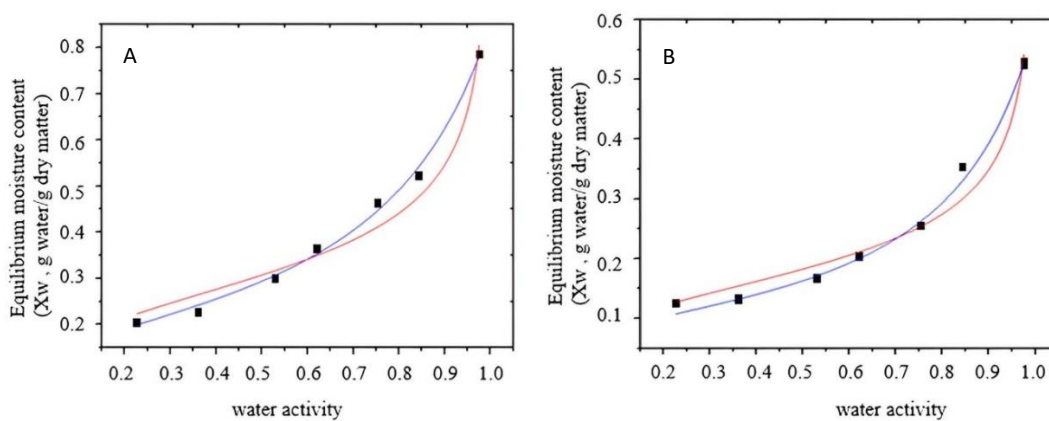 A
Equilibrium moisture content
(Xw , g water/g dry matter)
0.8
0.7
0.6
0.5
0.4
0.3
0.2
0.2 0.3 0.4 0.5 0.6 0.7 0.8 0.9 1.0
water activity
B
Equilibrium moisture content
(Xw , g water/g dry matter)
0.6
0.5
0.4
0.3
0.2
0.1
0.2 0.3 0.4 0.5 0.6 0.7 0.8 0.9 1.0
water activity